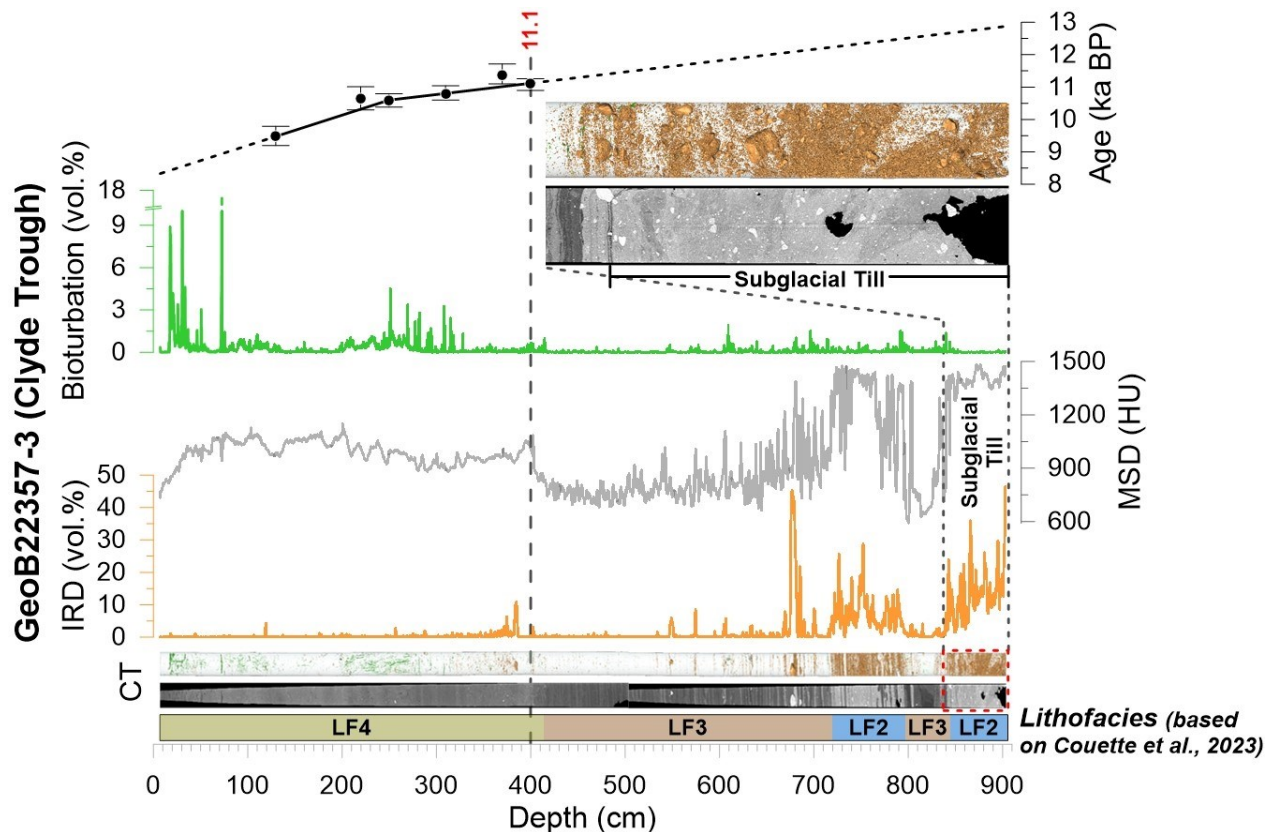 11.1
13
12
11
10
9
8
Age (ka BP)
GeoB22357-3 (Clyde Trough)
Bioturbation (vol.%)
18
9
6
3
0
Subglacial Till
1500
1200
900
600
MSD (HU)
Subglacial
Till
IRD (vol.%)
50
40
30
20
10
0
CT
LF4
LF3
LF2
LF3
LF2
Lithofacies (based
on Couette et al., 2023)
0 100 200 300 400 500 600 700 800 900
Depth (cm)